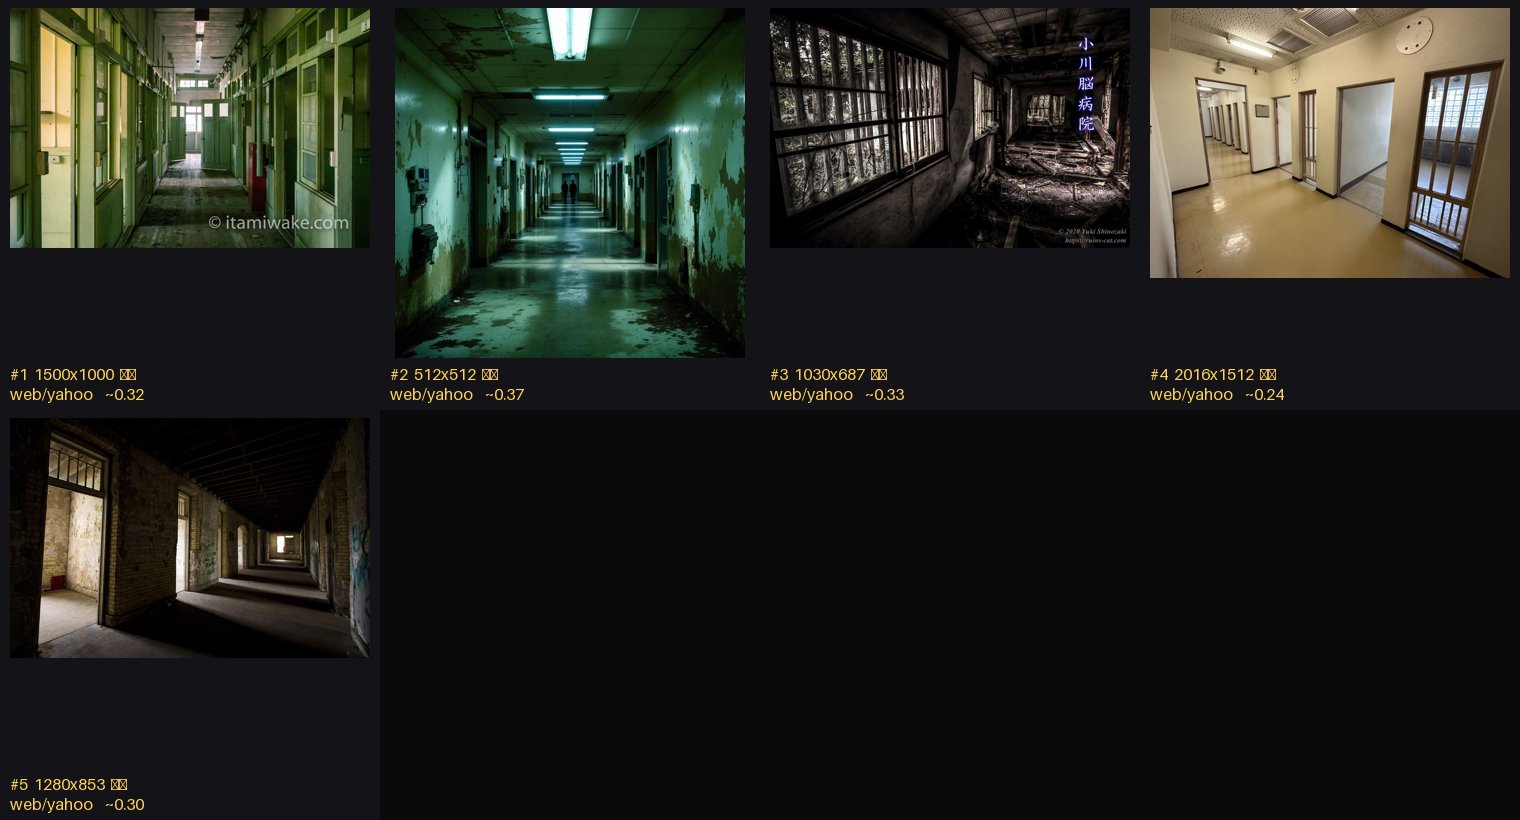 © itamiwake.com
小川脳病院
© 2020 Yuki Shinozaki
https://ruins-cat.com
#1 1500x1000
web/yahoo ~0.32
#2 512x512
web/yahoo ~0.37
#3 1030x687
web/yahoo ~0.33
#4 2016x1512
web/yahoo ~0.24
#5 1280x853
web/yahoo ~0.30